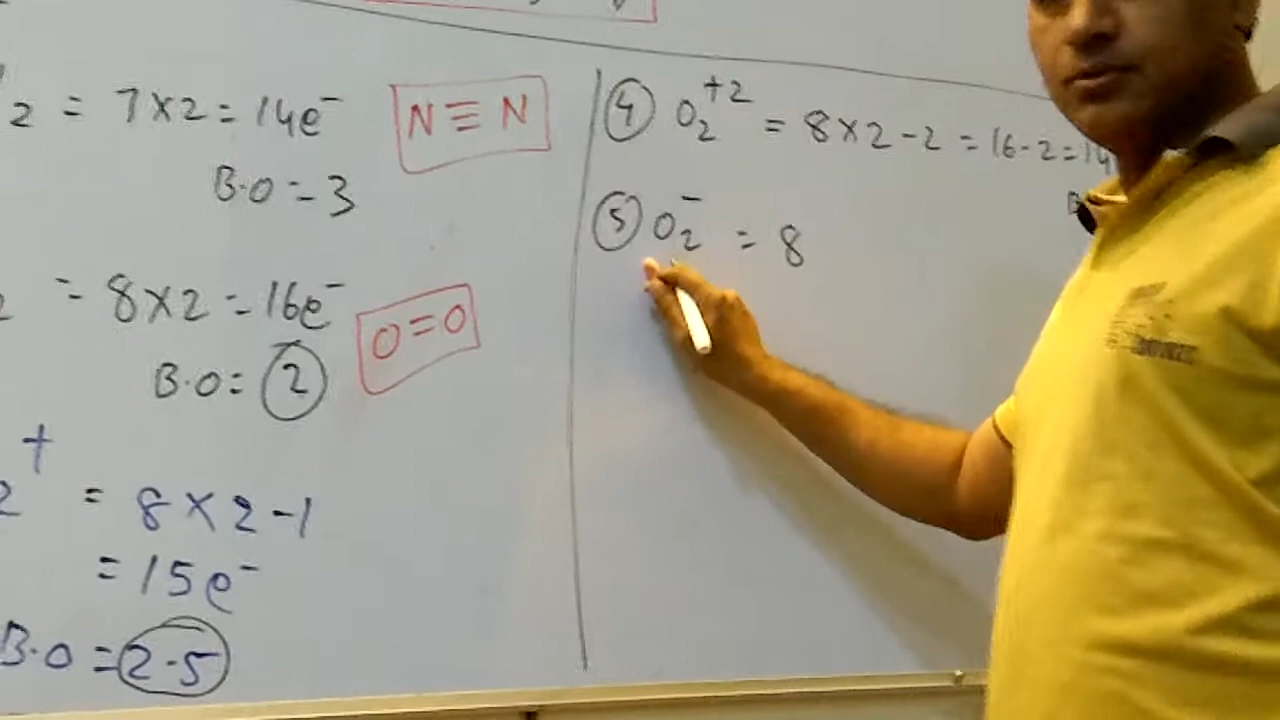 2 = 7×2 = 14e⁻
N≡N
B.O = 3
2 = 8×2 = 16e⁻
O=O
B.O = 2
2⁺ = 8×2-1
= 15e⁻
B.O = 2.5
④ O₂⁺² = 8×2-2 = 16-2 = 14
⑤ O₂⁻ = 8